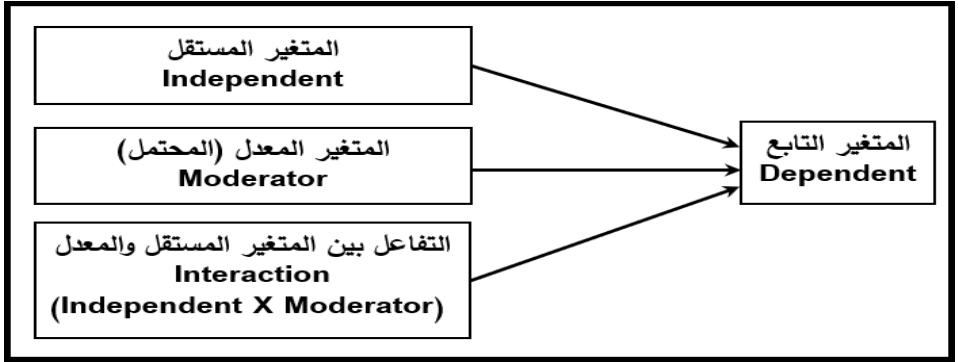 المتغير المستقل
Independent
المتغير المعدل (المحتمل)
Moderator
التفاعل بين المتغير المستقل والمعدل
Interaction
(Independent X Moderator)
المتغير التابع
Dependent